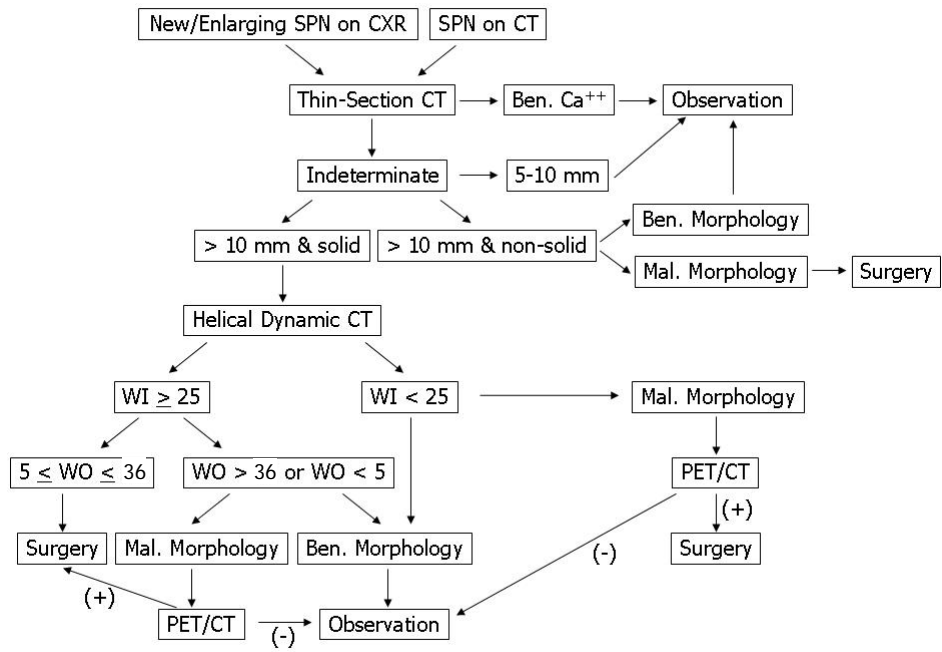 New/Enlarging SPN on CXR
SPN on CT
Thin-Section CT
Ben. Ca++
Observation
Indeterminate
5-10 mm
Ben. Morphology
> 10 mm & solid
> 10 mm & non-solid
Mal. Morphology
Surgery
Helical Dynamic CT
WI ≥ 25
WI < 25
Mal. Morphology
5 ≤ WO ≤ 36
WO > 36 or WO < 5
PET/CT
(+)
Surgery
Mal. Morphology
Ben. Morphology
(-)
Surgery
(+)
PET/CT
(-)
Observation